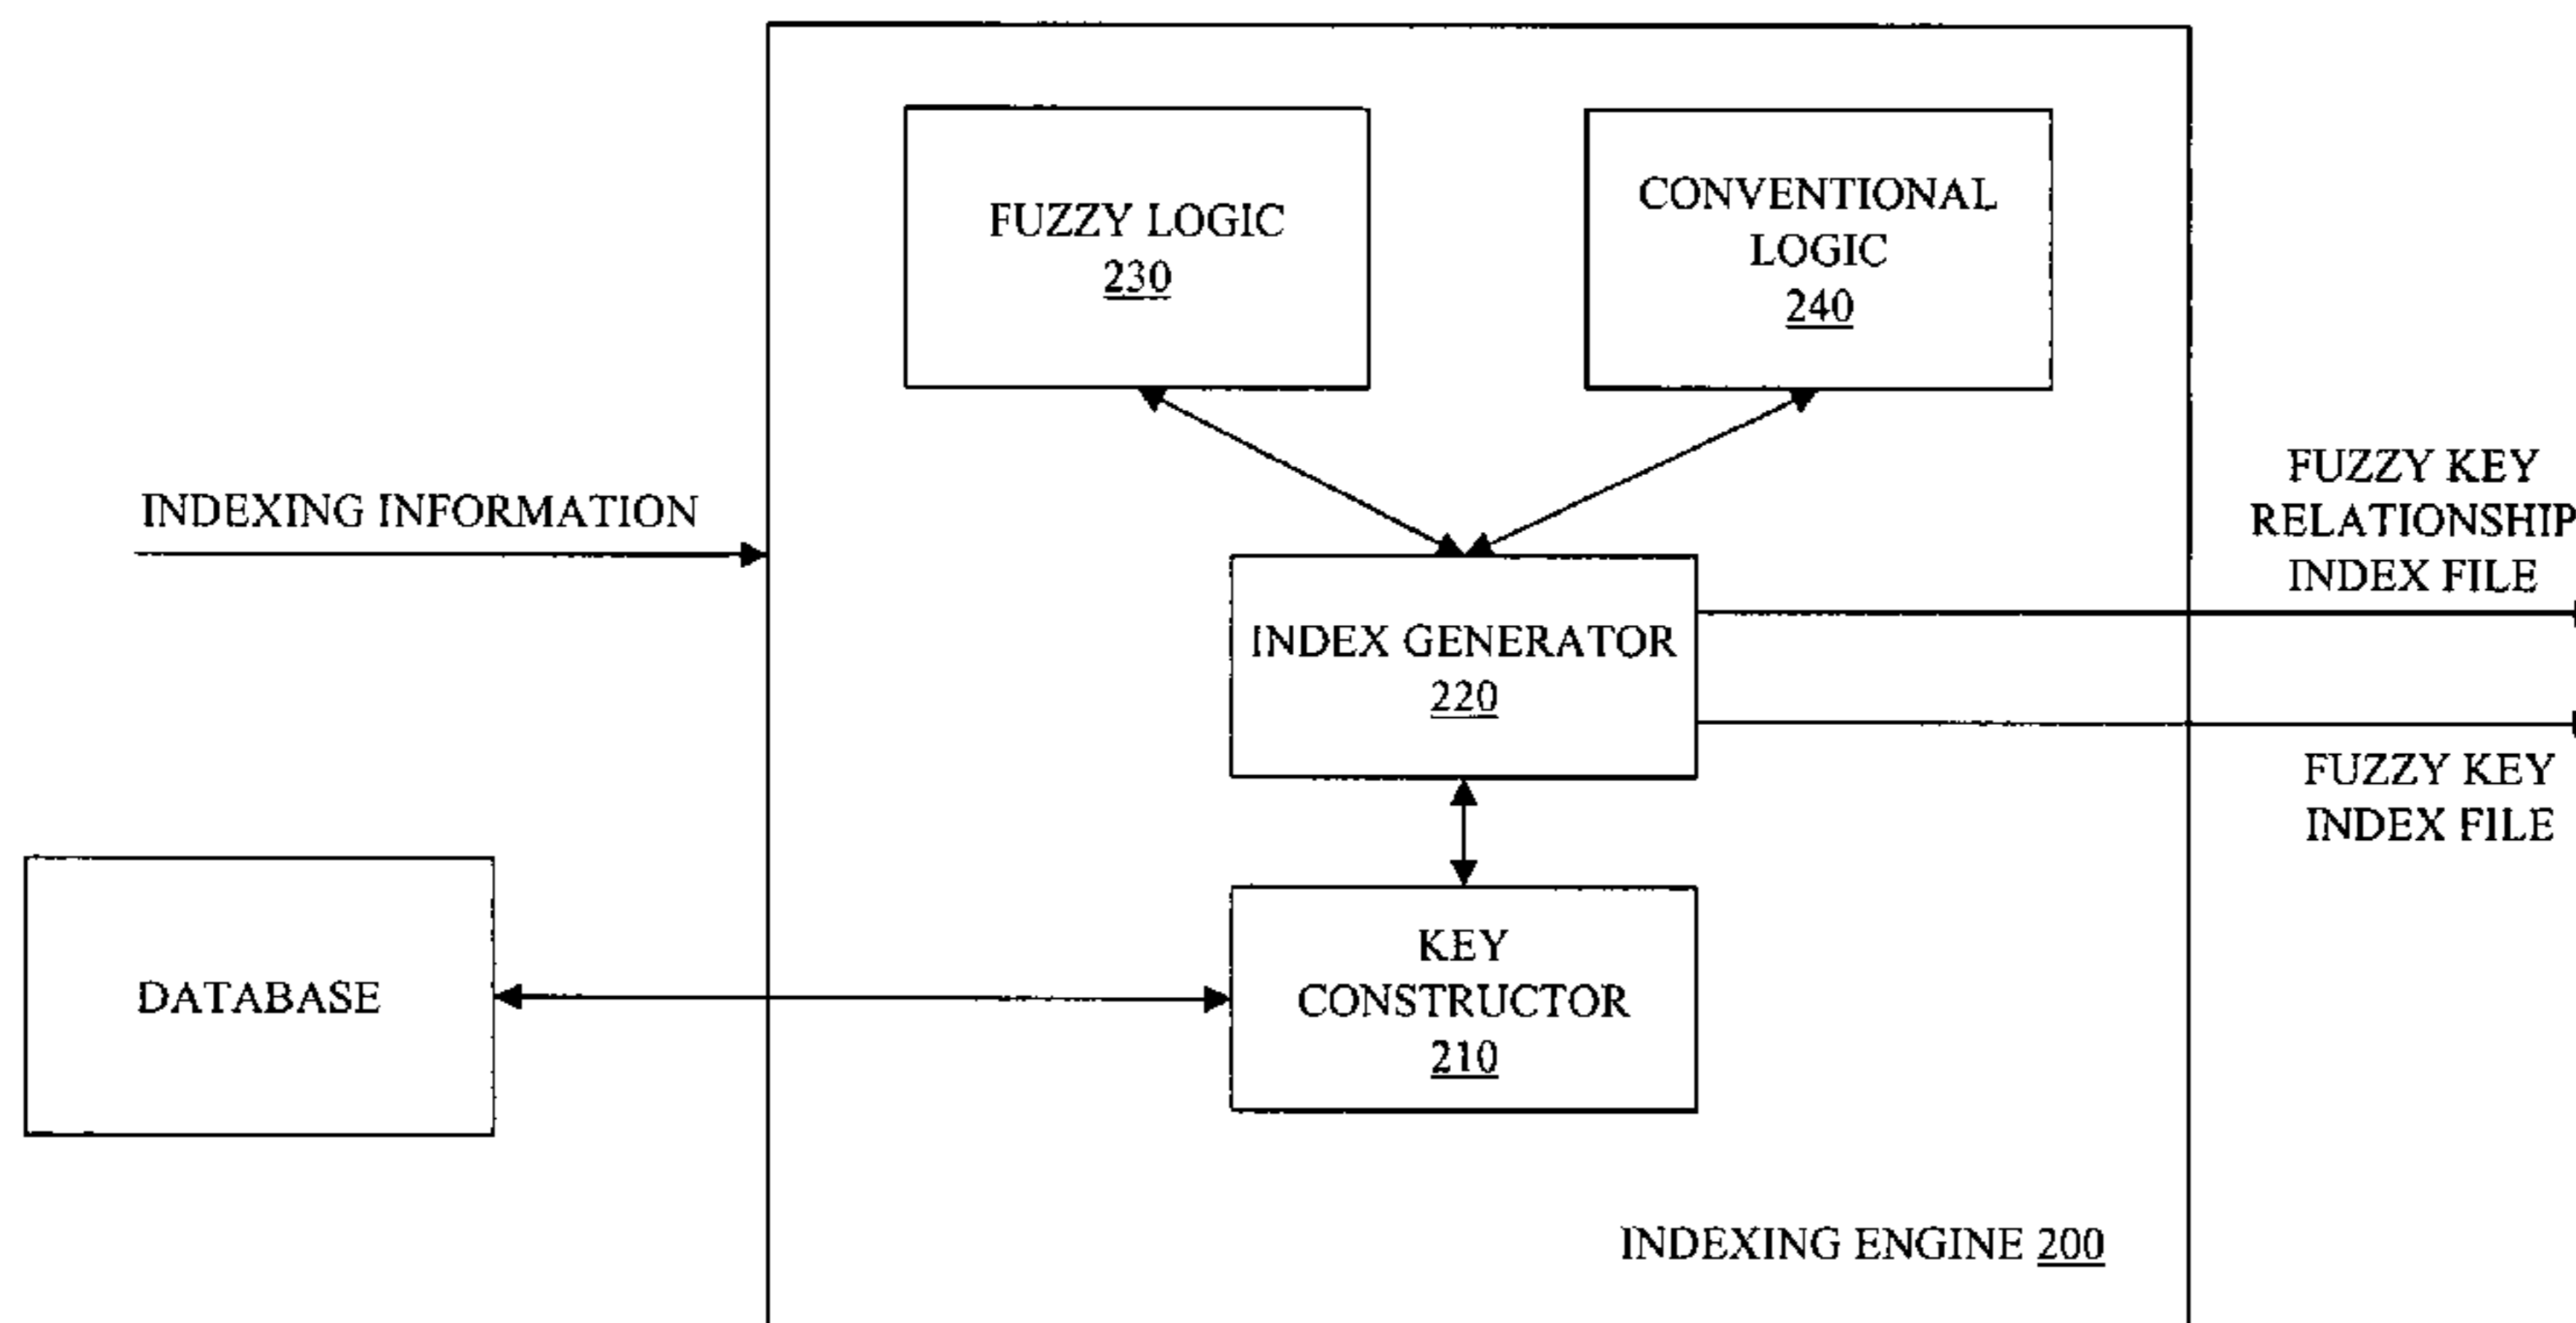 FUZZY LOGIC
230
CONVENTIONAL
LOGIC
240
INDEXING INFORMATION
FUZZY KEY
RELATIONSHIP
INDEX FILE
INDEX GENERATOR
220
FUZZY KEY
INDEX FILE
DATABASE
KEY
CONSTRUCTOR
210
INDEXING ENGINE 200